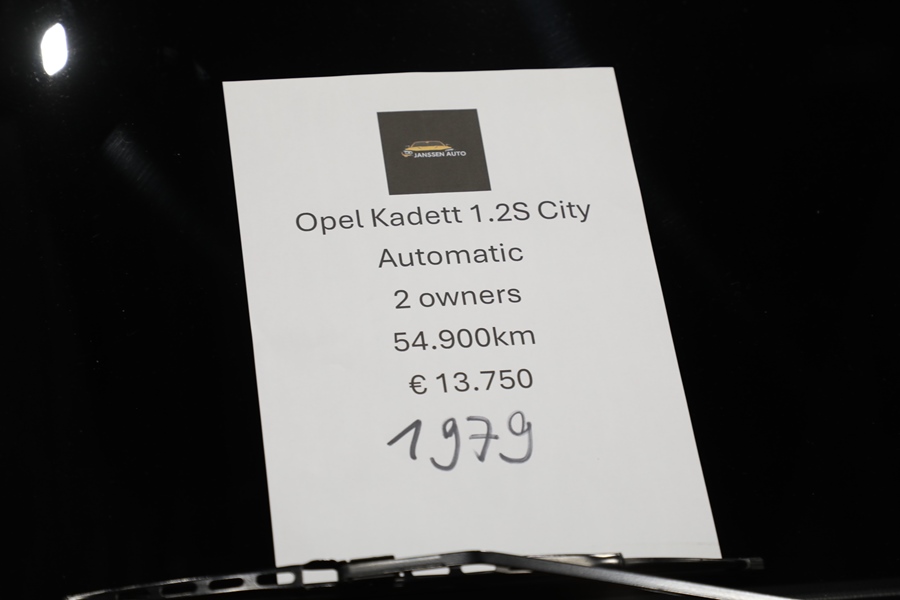 JANSSEN AUTO
Opel Kadett 1.2S City
Automatic
2 owners
54.900km
€ 13.750
1979